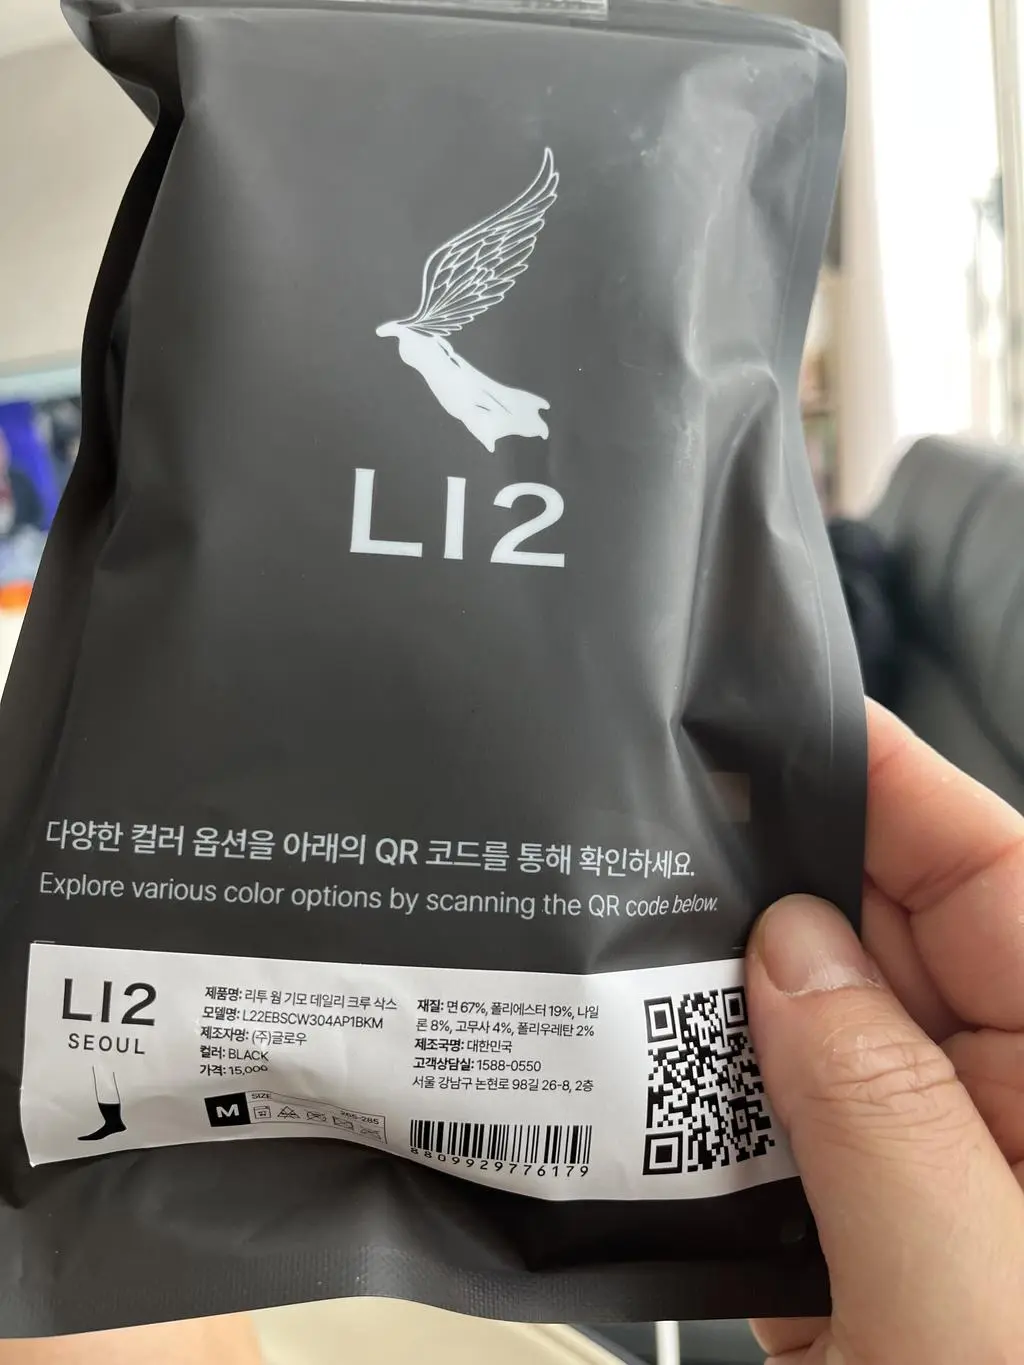 LI2
다양한 컬러 옵션을 아래의 QR 코드를 통해 확인하세요.
Explore various color options by scanning the QR code below.
LI2
SEOUL
제품명: 리투 웜 기모 데일리 크루 삭스
모델명: L22EBSCW304AP1BKM
제조자명: (주)글로우
컬러: BLACK
가격: 15,000
M
SIZE
265-285
재질: 면 67%, 폴리에스터 19%, 나일
론 8%, 고무사 4%, 폴리우레탄 2%
제조국명: 대한민국
고객상담실: 1588-0550
서울 강남구 논현로 98길 26-8, 2층
8809929776179